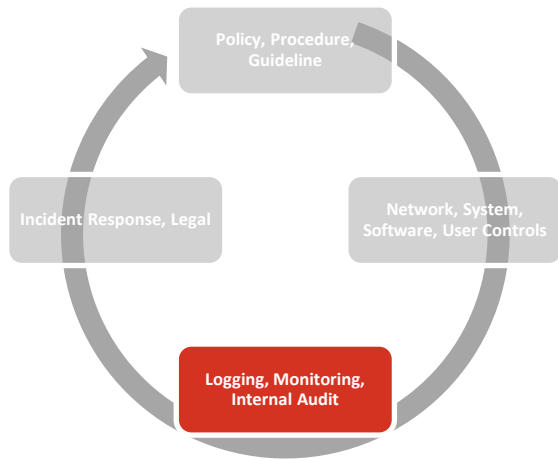 Policy, Procedure,
Guideline
Network, System,
Software, User Controls
Incident Response, Legal
Logging, Monitoring,
Internal Audit